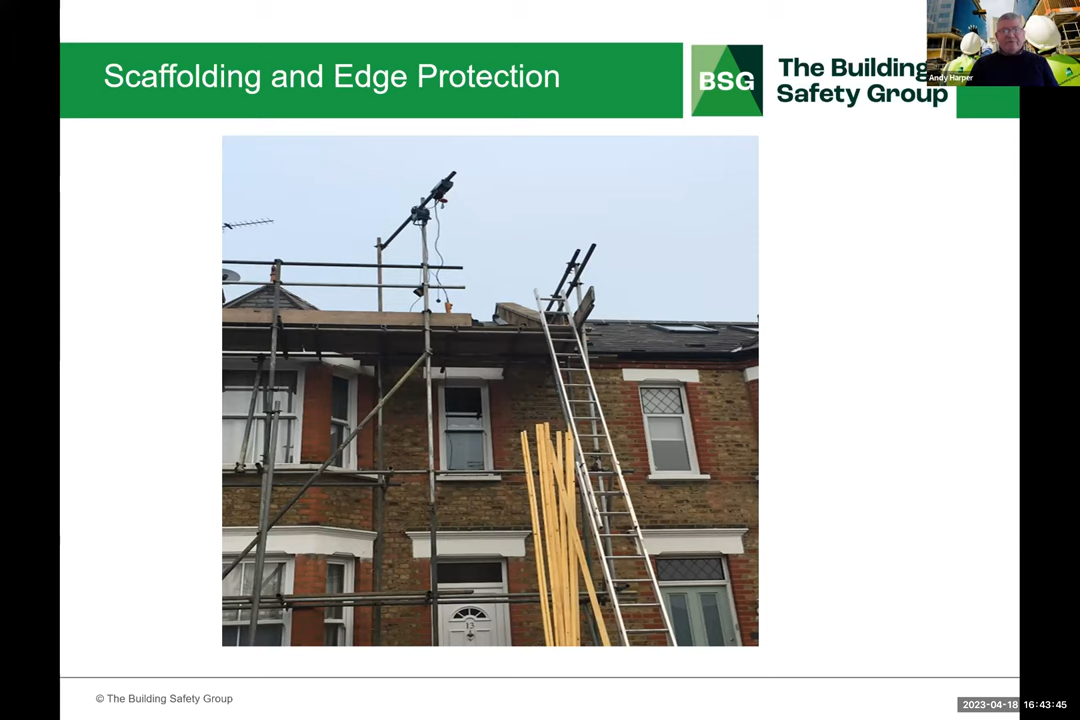 Scaffolding and Edge Protection
BSG
The Building
Safety Group
Andy Harper
13
© The Building Safety Group
2023-04-18 16:43:45